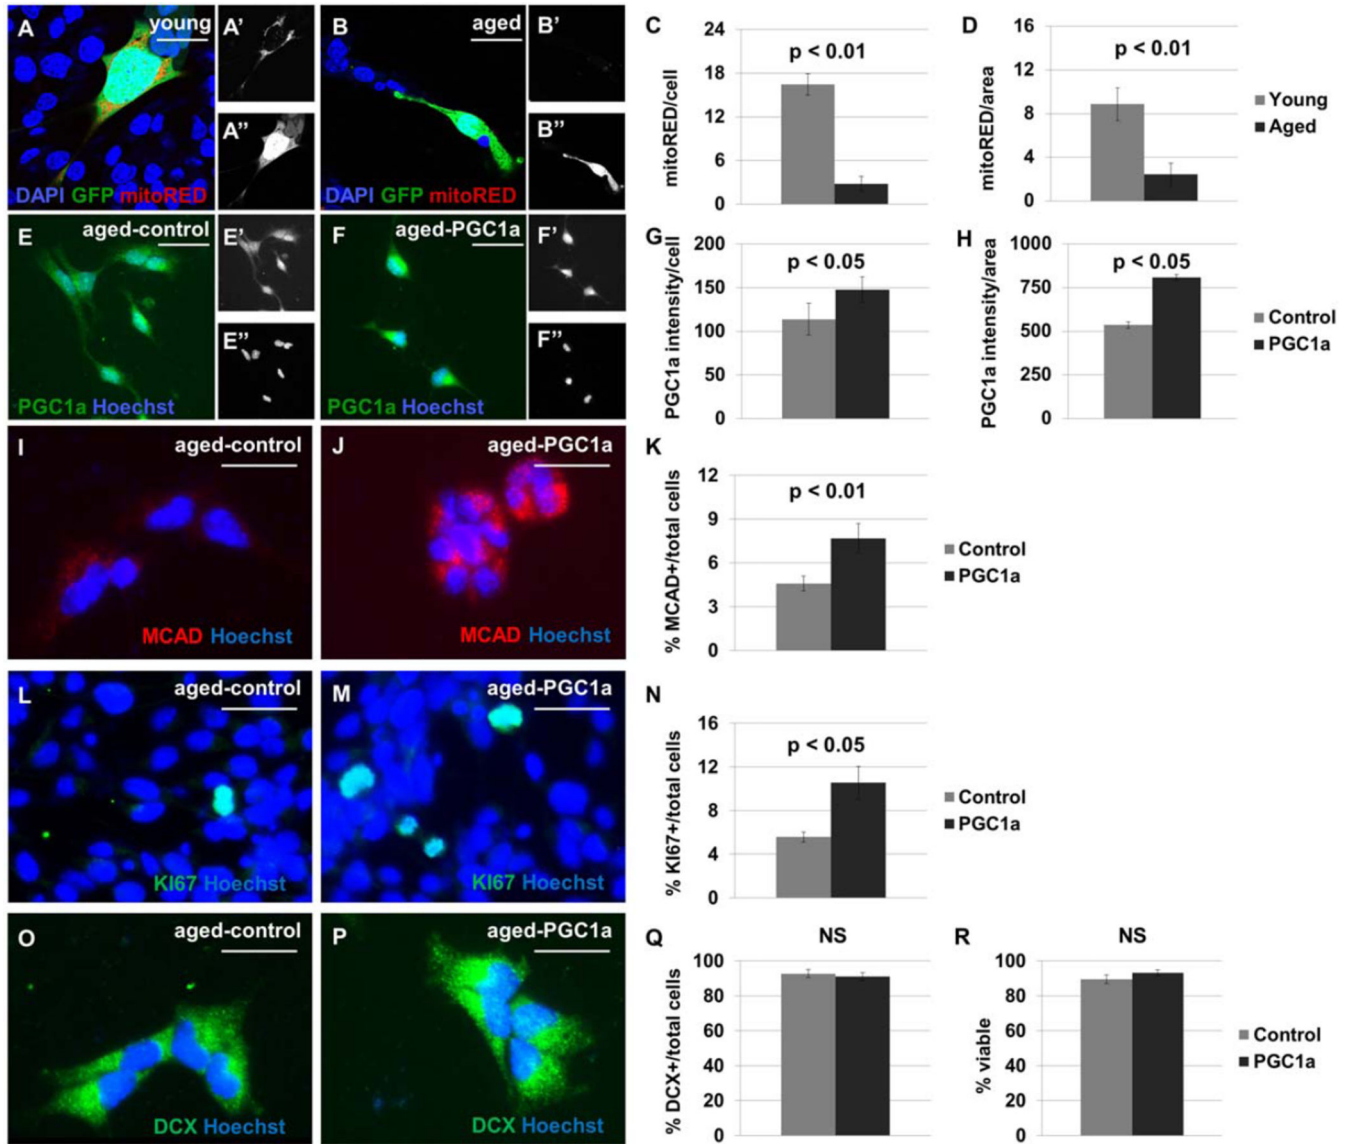 A
young
DAPI GFP mitoRED
A’
A”
B
aged
DAPI GFP mitoRED
B’
B”
C
mitoRED/cell
24
18
12
6
0
p < 0.01
D
mitoRED/area
16
12
8
4
0
p < 0.01
Young
Aged
E
aged-control
PGC1a Hoechst
E’
E”
F
aged-PGC1a
PGC1a Hoechst
F’
F”
G
PGC1a intensity/cell
200
150
100
50
0
p < 0.05
H
PGC1a intensity/area
1000
750
500
250
0
p < 0.05
Control
PGC1a
I
aged-control
MCAD Hoechst
J
aged-PGC1a
MCAD Hoechst
K
% MCAD+/total cells
12
9
6
3
0
p < 0.01
Control
PGC1a
L
aged-control
KI67 Hoechst
M
aged-PGC1a
KI67 Hoechst
N
% KI67+/total cells
16
12
8
4
0
p < 0.05
Control
PGC1a
O
aged-control
DCX Hoechst
P
aged-PGC1a
DCX Hoechst
Q
NS
% DCX+/total cells
100
80
60
40
20
0
R
NS
% viable
100
80
60
40
20
0
Control
PGC1a